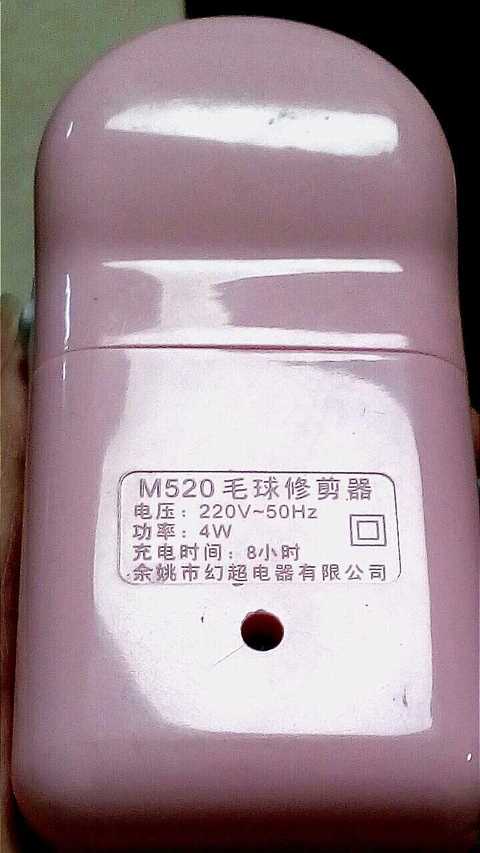 M520毛球修剪器
电压：220V~50Hz
功率：4W
充电时间：8小时
余姚市幻超电器有限公司